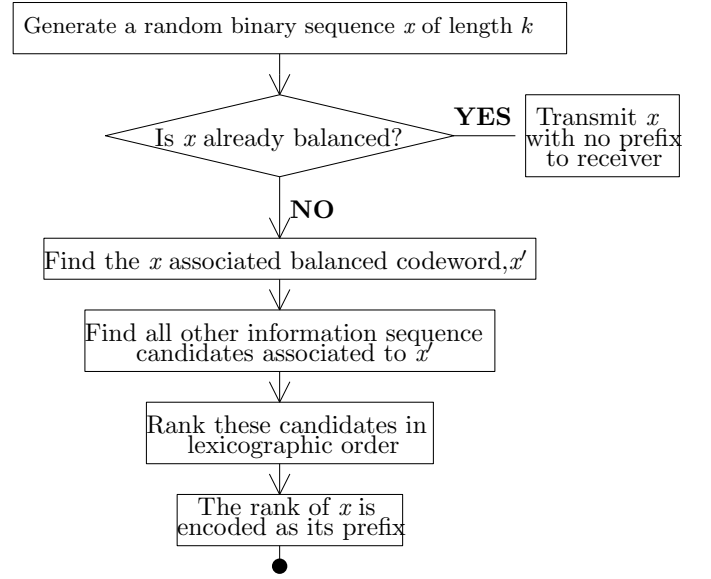 Generate a random binary sequence x of length k
Is x already balanced?
YES
Transmit x
with no prefix
to receiver
NO
Find the x associated balanced codeword,x′
Find all other information sequence
candidates associated to x′
Rank these candidates in
lexicographic order
The rank of x is
encoded as its prefix